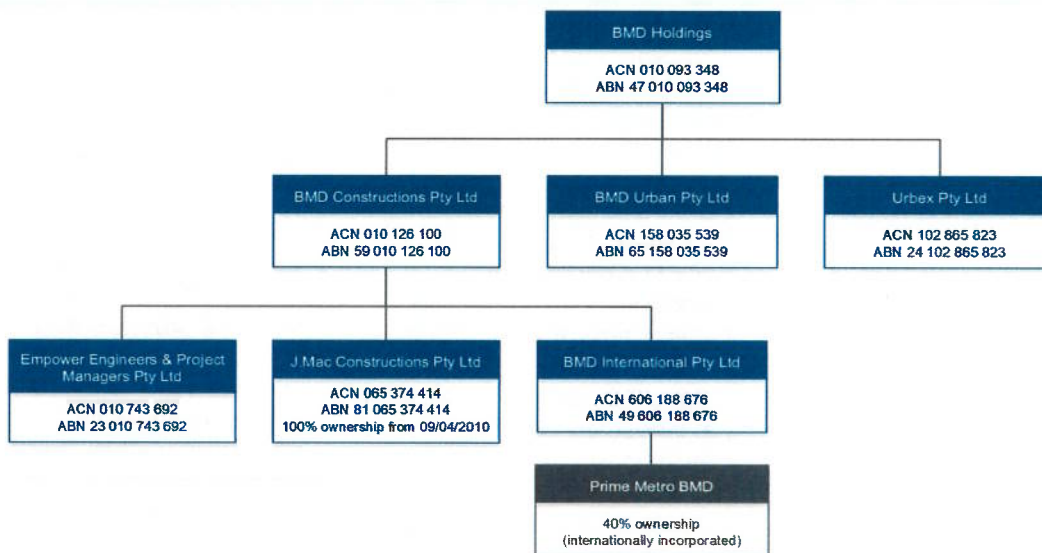 BMD Holdings
ACN 010 093 348
ABN 47 010 093 348
BMD Constructions Pty Ltd
ACN 010 126 100
ABN 59 010 126 100
BMD Urban Pty Ltd
ACN 158 035 539
ABN 65 158 035 539
Urbex Pty Ltd
ACN 102 865 823
ABN 24 102 865 823
Empower Engineers & Project
Managers Pty Ltd
ACN 010 743 692
ABN 23 010 743 692
J.Mac Constructions Pty Ltd
ACN 065 374 414
ABN 81 065 374 414
100% ownership from 09/04/2010
BMD International Pty Ltd
ACN 606 188 676
ABN 49 606 188 676
Prime Metro BMD
40% ownership
(internationally incorporated)